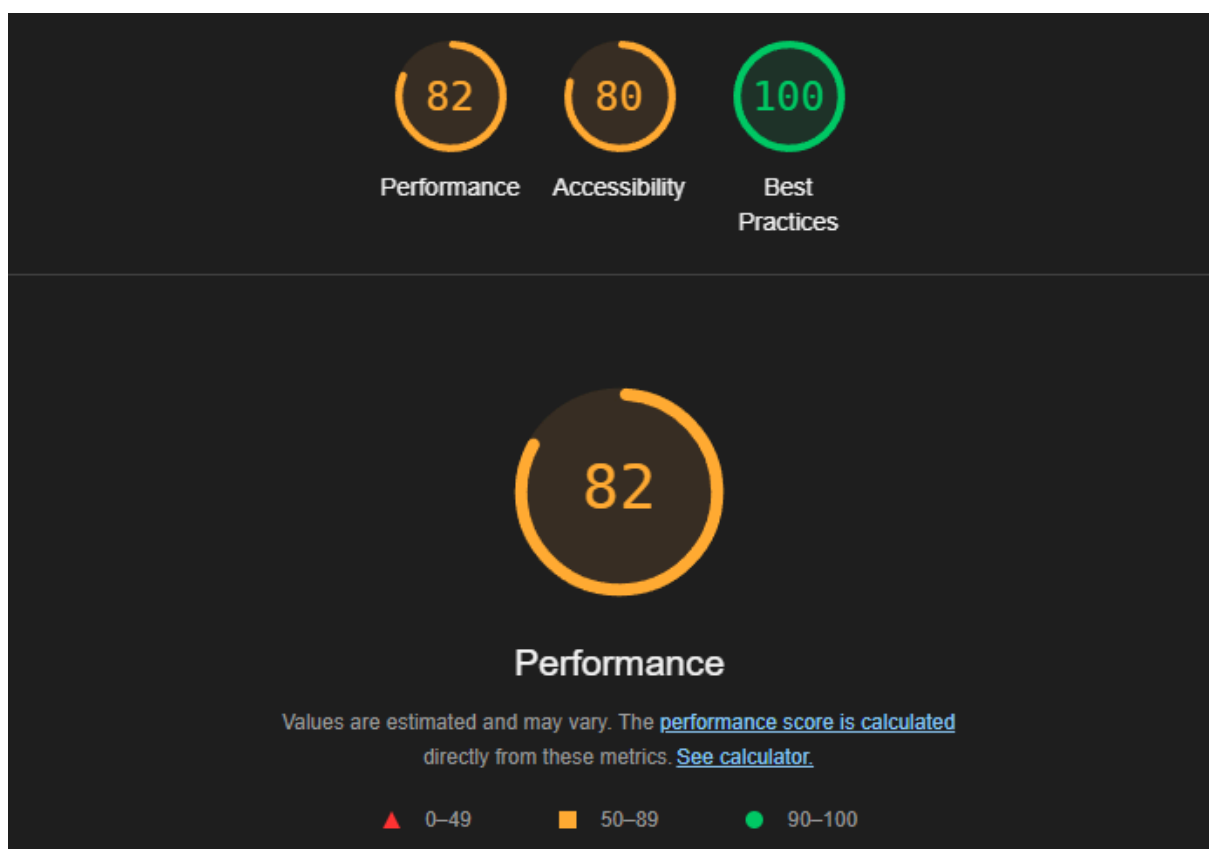 82 80 100
Performance Accessibility Best
Practices
82
Performance
Values are estimated and may vary. The performance score is calculated
directly from these metrics. See calculator.
0–49 50–89 90–100